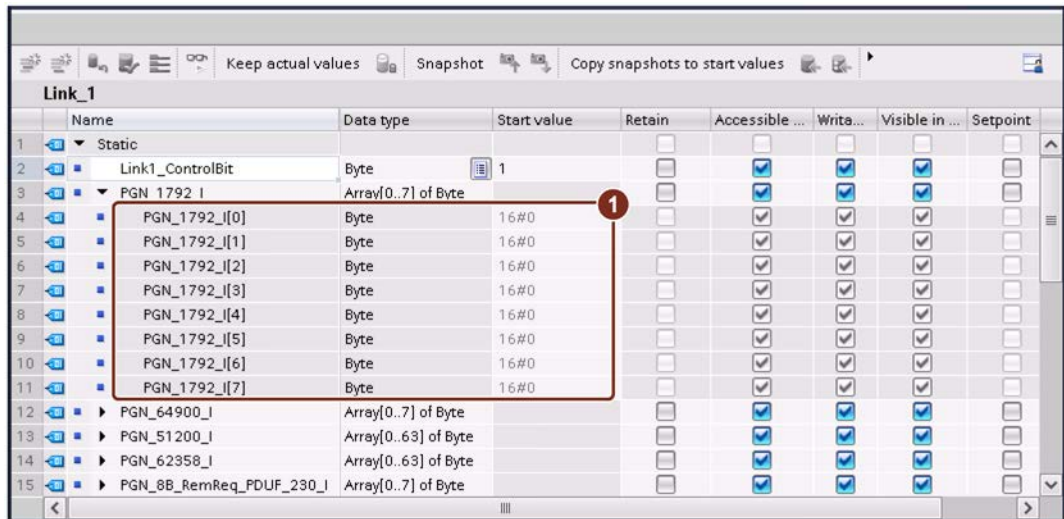 Keep actual values Snapshot Copy snapshots to start values
Link_1
Name Data type Start value Retain Accessible ... Writa... Visible in ... Setpoint
1 Static
2 Link1_ControlBit Byte 1
3 PGN_1792_I Array[0..7] of Byte
1
4 PGN_1792_I[0] Byte 16#0
5 PGN_1792_I[1] Byte 16#0
6 PGN_1792_I[2] Byte 16#0
7 PGN_1792_I[3] Byte 16#0
8 PGN_1792_I[4] Byte 16#0
9 PGN_1792_I[5] Byte 16#0
10 PGN_1792_I[6] Byte 16#0
11 PGN_1792_I[7] Byte 16#0
12 PGN_64900_I Array[0..7] of Byte
13 PGN_51200_I Array[0..63] of Byte
14 PGN_62358_I Array[0..63] of Byte
15 PGN_8B_RemReq_PDUF_230_I Array[0..7] of Byte